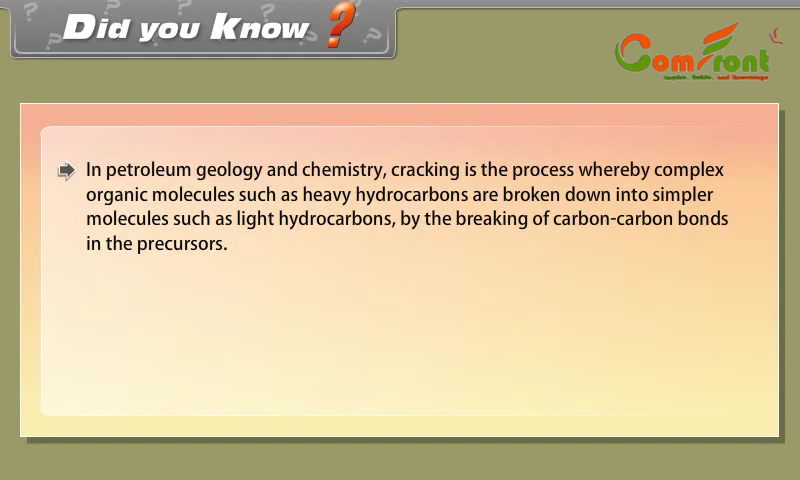 Did you Know ?
ComFront
In petroleum geology and chemistry, cracking is the process whereby complex
organic molecules such as heavy hydrocarbons are broken down into simpler
molecules such as light hydrocarbons, by the breaking of carbon-carbon bonds
in the precursors.